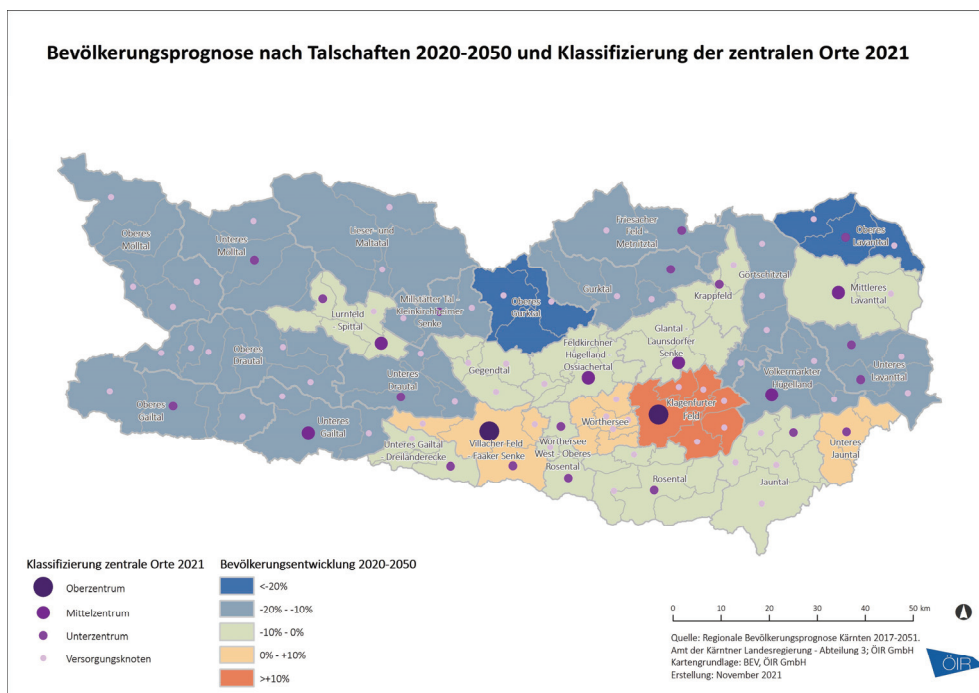 Bevölkerungsprognose nach Talschaften 2020-2050 und Klassifizierung der zentralen Orte 2021
Oberes
Mölltal
Unteres
Mölltal
Lieser- und
Maltatal
Friesacher
Feld -
Metnitztal
Oberes
Lavanttal
Görtschitztal
Mittleres
Lavanttal
Lurnfeld
- Spittal
Millstätter Tal -
Kleinkirchheimer
Senke
Oberes
Gurktal
Gurktal
Krappfeld
Glantal -
Launsdorfer
Senke
Feldkirchner
Hügelland -
Ossiachertal
Gegendtal
Oberes
Drautal
Unteres
Drautal
Oberes
Gailtal
Unteres
Gailtal
Unteres Gailtal
- Dreiländerecke
Villacher Feld -
Faaker Senke
Wörthersee
West - Oberes
Rosental
Wörthersee
Klagenfurter
Feld
Völkermarkter
Hügelland
Unteres
Lavanttal
Unteres
Jauntal
Jauntal
Rosental
Klassifizierung zentrale Orte 2021
Oberzentrum
Mittelzentrum
Unterzentrum
Versorgungsknoten
Bevölkerungsentwicklung 2020-2050
<-20%
-20% - -10%
-10% - 0%
0% - +10%
>+10%
0 10 20 30 40 50 km
Quelle: Regionale Bevölkerungsprognose Kärnten 2017-2051.
Amt der Kärntner Landesregierung - Abteilung 3; ÖIR GmbH
Kartengrundlage: BEV, ÖIR GmbH
Erstellung: November 2021
ÖIR